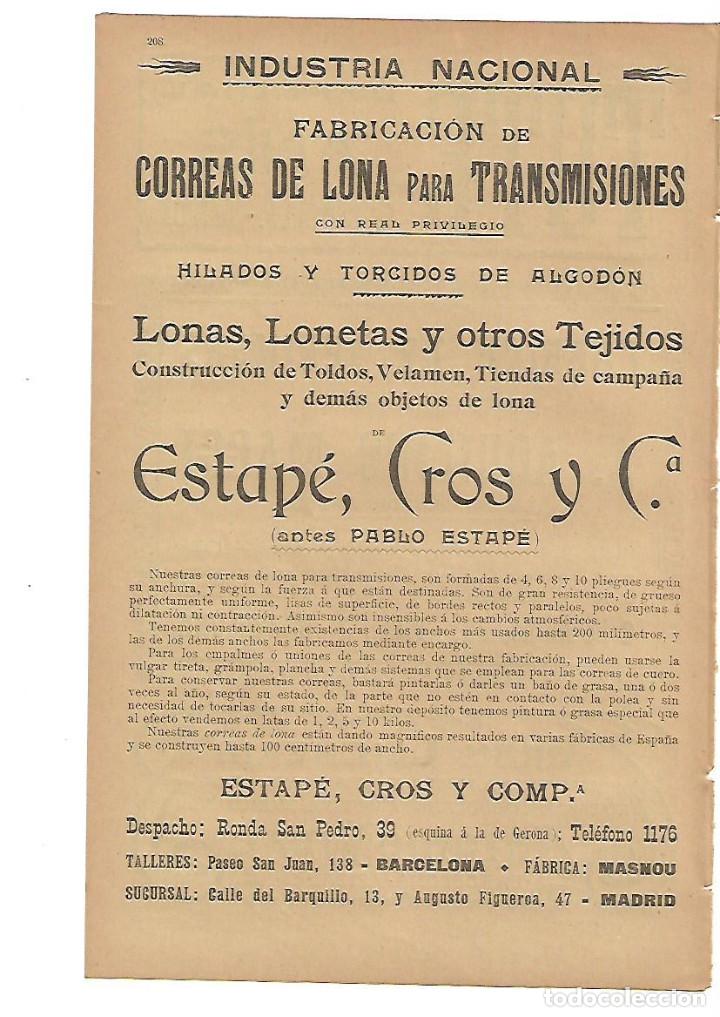 208
INDUSTRIA NACIONAL
FABRICACIÓN DE
CORREAS DE LONA PARA TRANSMISIONES
CON REAL PRIVILEGIO
HILADOS Y TORCIDOS DE ALGODÓN
Lonas, Lonetas y otros Tejidos
Construcción de Toldos, Velamen, Tiendas de campaña
y demás objetos de lona
DE
Estapé, Cros y C.ª
(antes PABLO ESTAPÉ)
Nuestras correas de lona para transmisiones, son formadas de 4, 6, 8 y 10 pliegues según
su anchura, y según la fuerza á que están destinadas. Son de gran resistencia, de grueso
perfectamente uniforme, lisas de superficie, de bordes rectos y paralelos, poco sujetas á
dilatación ni contracción. Asimismo son insensibles á los cambios atmosféricos.
Tenemos constantemente existencias de los anchos más usados hasta 200 milímetros, y
las de los demás anchos las fabricamos mediante encargo.
Para los empalmes ó uniones de las correas de nuestra fabricación, pueden usarse la
vulgar tireta, grámpola, plancha y demás sistemas que se emplean para las correas de cuero.
Para conservar nuestras correas, bastará pintarlas ó darles un baño de grasa, una ó dos
veces al año, según su estado, de la parte que no estén en contacto con la polea y sin
necesidad de tocarlas de su sitio. En nuestro depósito tenemos pintura ó grasa especial que
al efecto vendemos en latas de 1, 2, 5 y 10 kilos.
Nuestras correas de lona están dando magníficos resultados en varias fábricas de España
y se construyen hasta 100 centímetros de ancho.
ESTAPÉ, CROS Y COMP.A
Despacho: Ronda San Pedro, 39 (esquina á la de Gerona); Teléfono 1176
TALLERES: Paseo San Juan, 138 - BARCELONA ♦ FÁBRICA: MASNOU
SUCURSAL: Calle del Barquillo, 13, y Augusto Figueroa, 47 - MADRID
todocoleccion